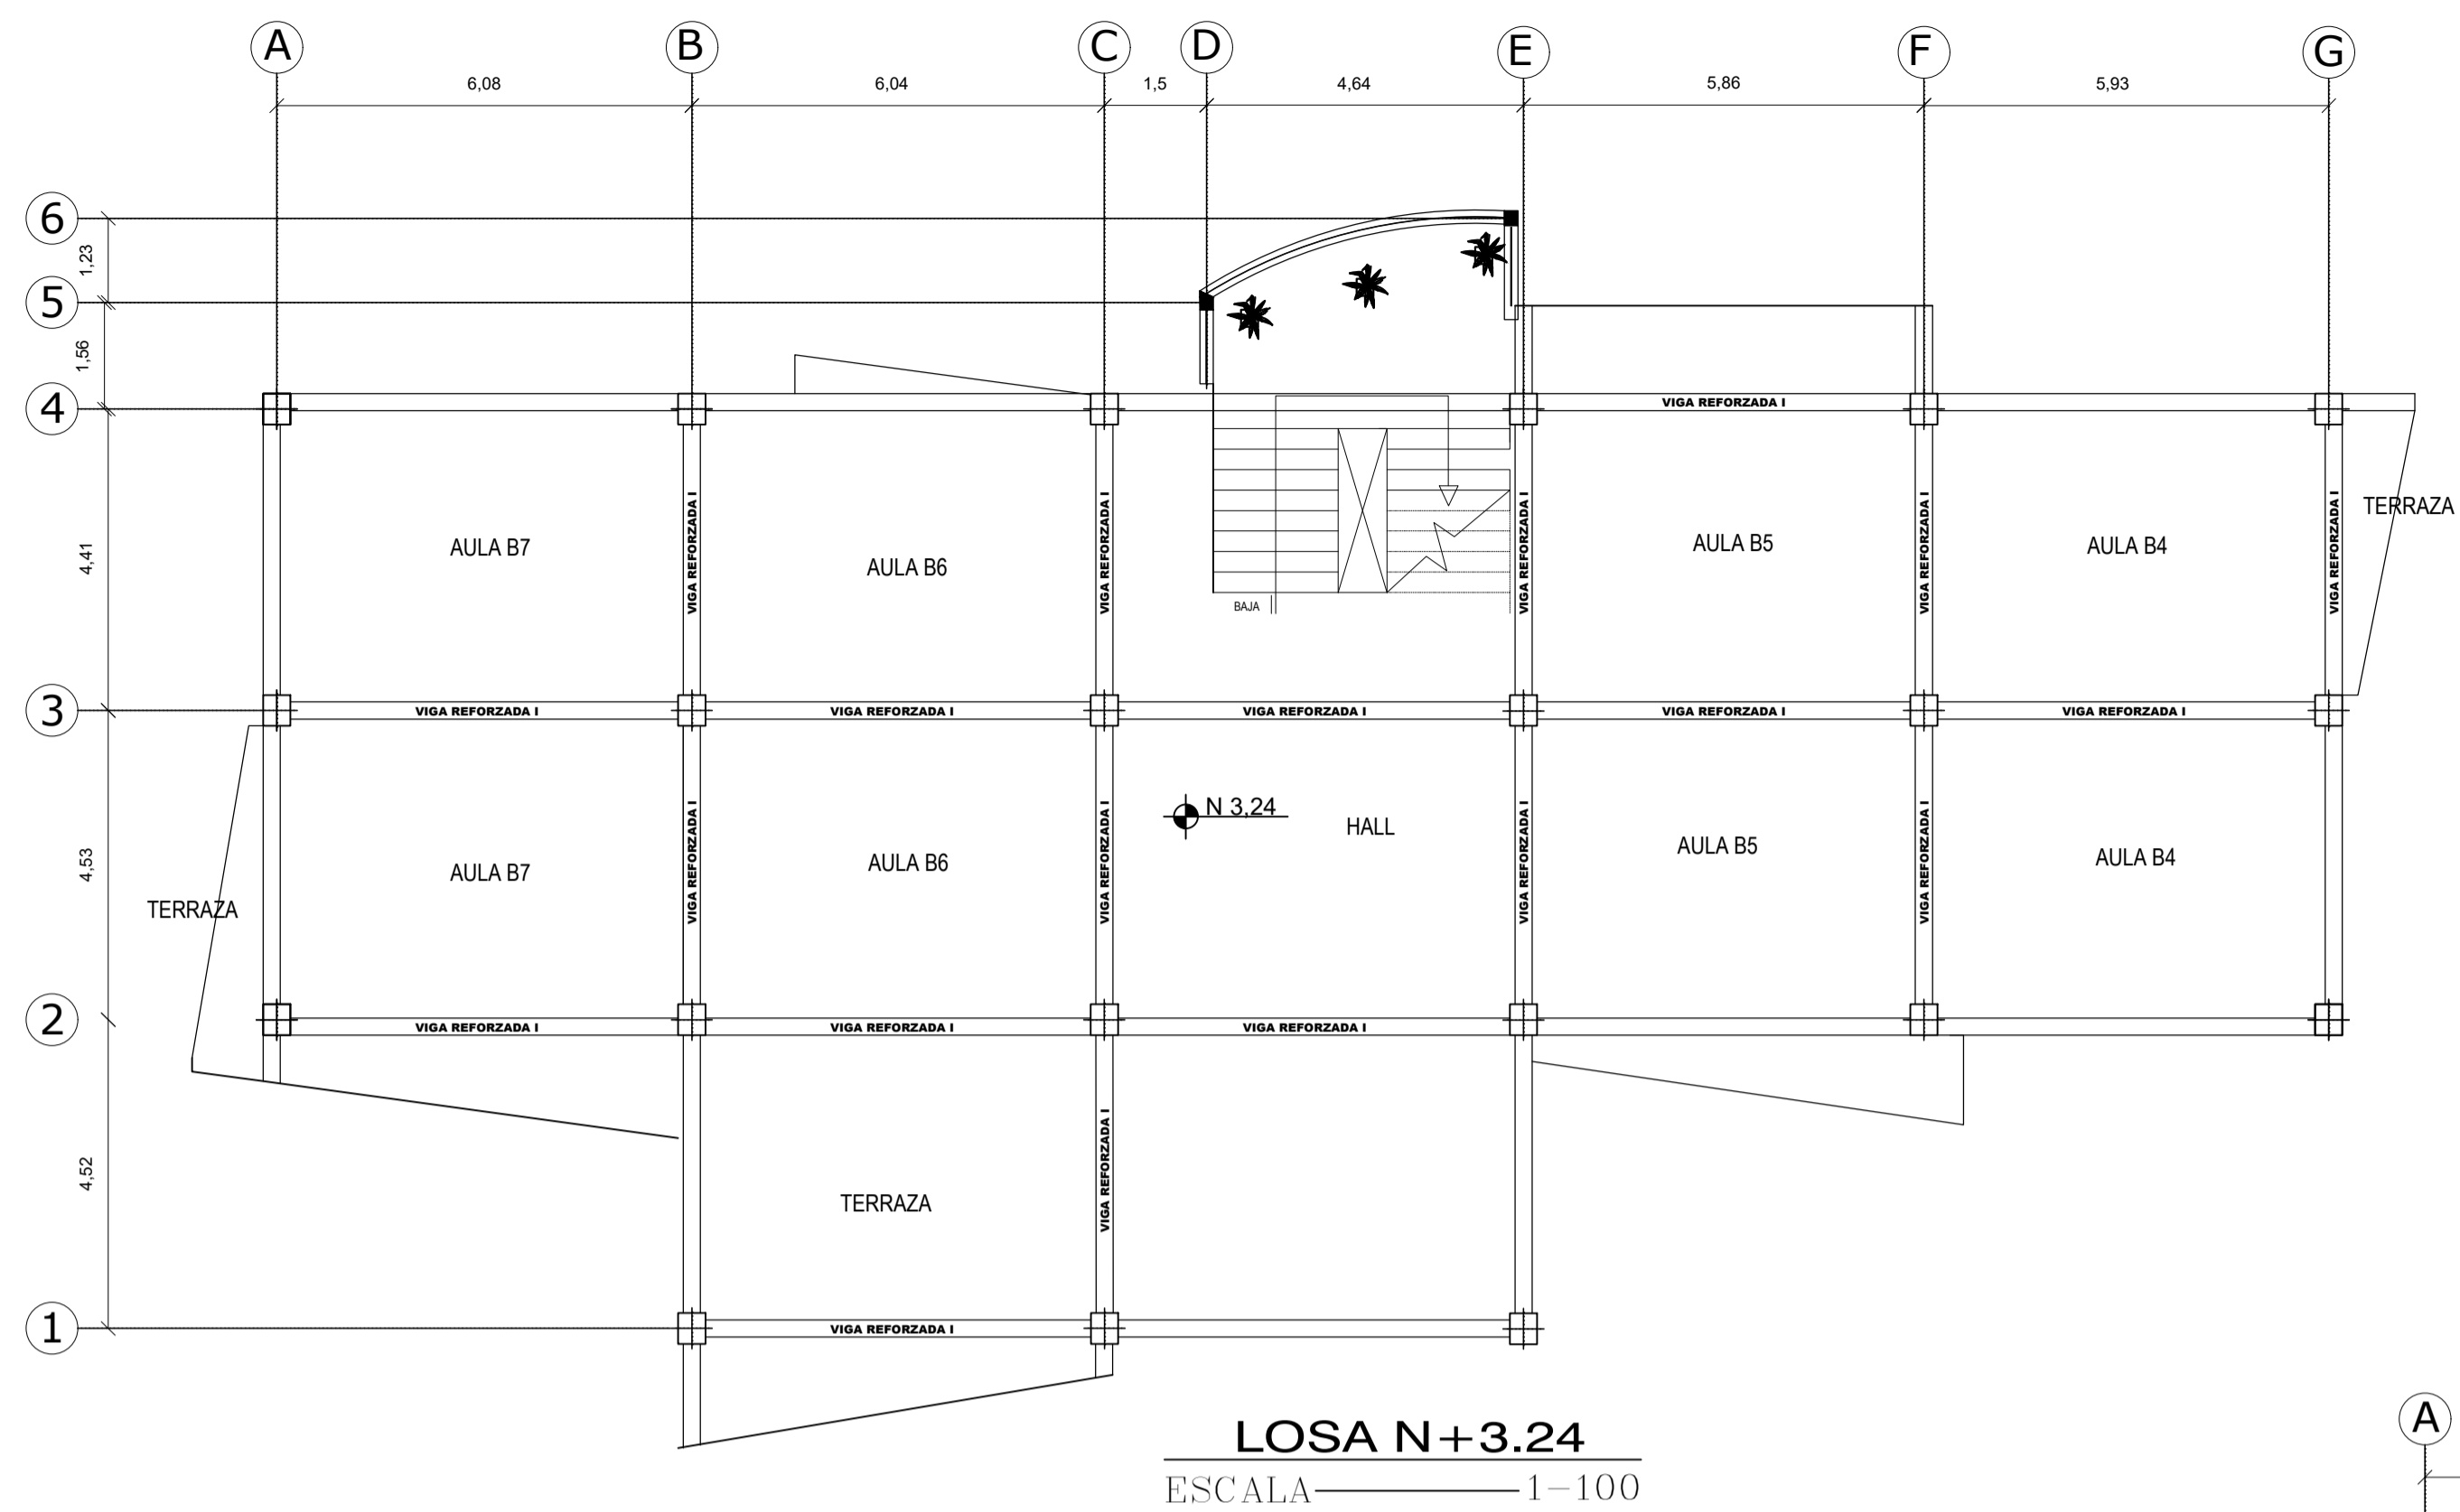 A
B
C
D
E
F
G
6,08
6,04
1,5
4,64
5,86
5,93
6
1,23
5
1,56
4
VIGA REFORZADA I
4,41
VIGA REFORZADA I
VIGA REFORZADA I
VIGA REFORZADA I
VIGA REFORZADA I
VIGA REFORZADA I
TERRAZA
AULA B7
AULA B6
AULA B5
AULA B4
BAJA
3
VIGA REFORZADA I
VIGA REFORZADA I
VIGA REFORZADA I
VIGA REFORZADA I
VIGA REFORZADA I
N 3,24
HALL
4,53
VIGA REFORZADA I
VIGA REFORZADA I
VIGA REFORZADA I
VIGA REFORZADA I
AULA B7
AULA B6
AULA B5
AULA B4
TERRAZA
2
VIGA REFORZADA I
VIGA REFORZADA I
VIGA REFORZADA I
4,52
VIGA REFORZADA I
TERRAZA
1
VIGA REFORZADA I
LOSA N+3.24
ESCALA 1-100
A